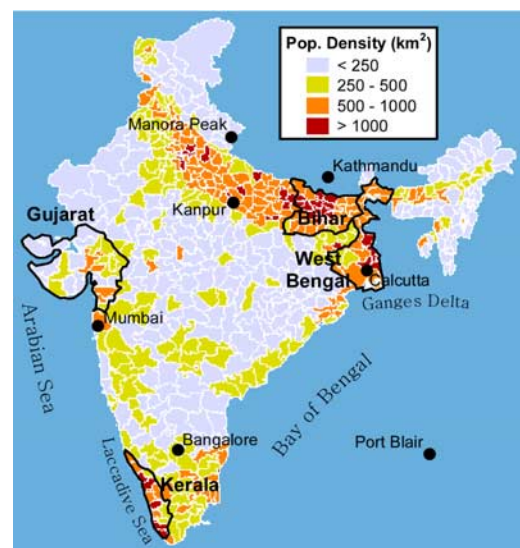 Pop. Density (km²)
< 250
250 - 500
500 - 1000
> 1000
Manora Peak
Kathmandu
Gujarat
Kanpur
Bihar
West
Bengal
Calcutta
Ganges Delta
Mumbai
Arabian Sea
Bay of Bengal
Bangalore
Port Blair
Laccadive Sea
Kerala